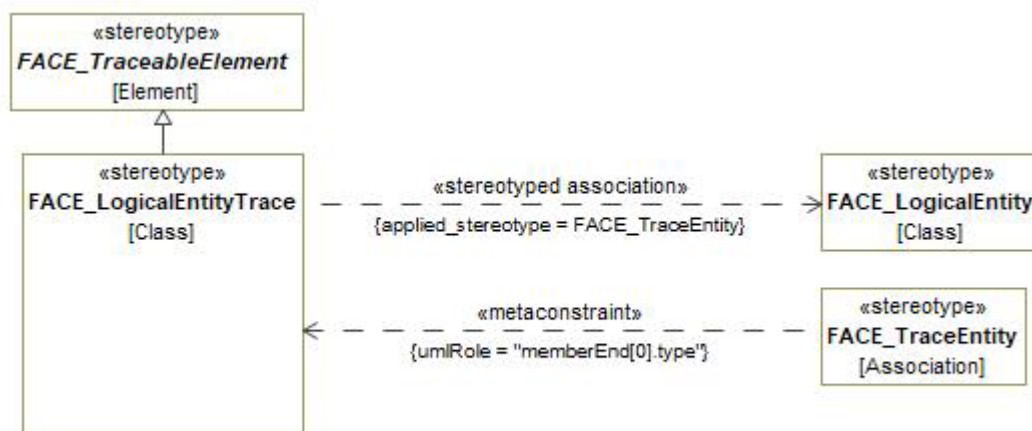 «stereotype»
FACE_TraceableElement
[Element]
«stereotype»
FACE_LogicalEntityTrace
[Class]
«stereotyped association»
{applied_stereotype = FACE_TraceEntity}
«stereotype»
FACE_LogicalEntity
[Class]
«metaconstraint»
{umlRole = "memberEnd[0].type"}
«stereotype»
FACE_TraceEntity
[Association]